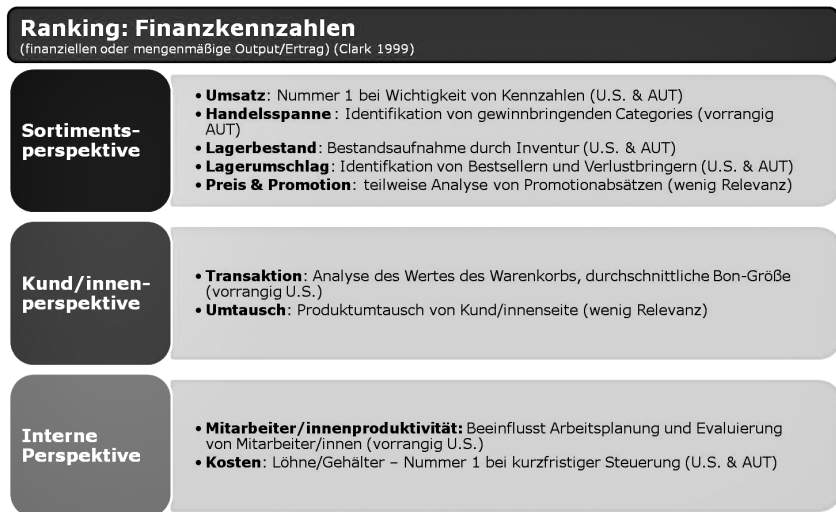 Ranking: Finanzkennzahlen
(finanziellen oder mengenmäßige Output/Ertrag) (Clark 1999)
Sortiments-
perspektive
• Umsatz: Nummer 1 bei Wichtigkeit von Kennzahlen (U.S. & AUT)
• Handelsspanne: Identifikation von gewinnbringenden Categories (vorrangig
AUT)
• Lagerbestand: Bestandsaufnahme durch Inventur (U.S. & AUT)
• Lagerumschlag: Identifkation von Bestsellern und Verlustbringern (U.S. & AUT)
• Preis & Promotion: teilweise Analyse von Promotionabsätzen (wenig Relevanz)
Kund/innen-
perspektive
• Transaktion: Analyse des Wertes des Warenkorbs, durchschnittliche Bon-Größe
(vorrangig U.S.)
• Umtausch: Produktumtausch von Kund/innenseite (wenig Relevanz)
Interne
Perspektive
• Mitarbeiter/innenproduktivität: Beeinflusst Arbeitsplanung und Evaluierung
von Mitarbeiter/innen (vorrangig U.S.)
• Kosten: Löhne/Gehälter – Nummer 1 bei kurzfristiger Steuerung (U.S. & AUT)